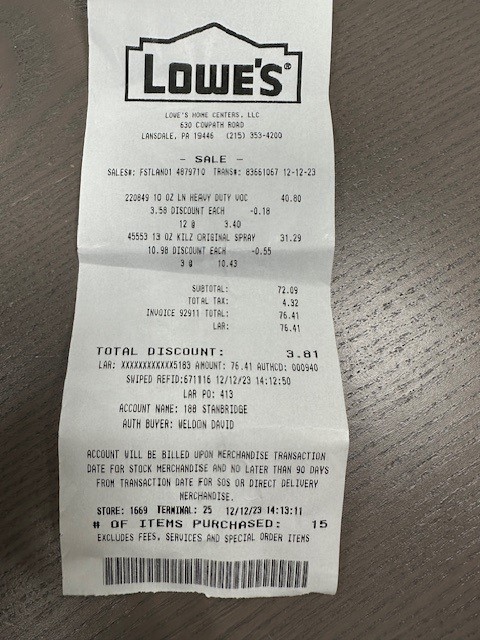 LOWE'S®
LOWE'S HOME CENTERS, LLC
630 COWPATH ROAD
LANSDALE, PA 19446 (215) 353-4200
- SALE -
SALES#: FSTLAN01 4879710 TRANS#: 83661067 12-12-23
220849 10 OZ LN HEAVY DUTY VOC 40.80
3.58 DISCOUNT EACH -0.18
12 @ 3.40
45553 13 OZ KILZ ORIGINAL SPRAY 31.29
10.98 DISCOUNT EACH -0.55
3 @ 10.43
SUBTOTAL: 72.09
TOTAL TAX: 4.32
INVOICE 92911 TOTAL: 76.41
LAR: 76.41
TOTAL DISCOUNT: 3.81
LAR: XXXXXXXXXXXX5183 AMOUNT: 76.41 AUTHCD: 000940
SWIPED REFID:671116 12/12/23 14:12:50
LAR PO: 413
ACCOUNT NAME: 188 STANBRIDGE
AUTH BUYER: WELDON DAVID
ACCOUNT WILL BE BILLED UPON MERCHANDISE TRANSACTION
DATE FOR STOCK MERCHANDISE AND NO LATER THAN 90 DAYS
FROM TRANSACTION DATE FOR SOS OR DIRECT DELIVERY
MERCHANDISE.
STORE: 1669 TERMINAL: 25 12/12/23 14:13:11
# OF ITEMS PURCHASED: 15
EXCLUDES FEES, SERVICES AND SPECIAL ORDER ITEMS